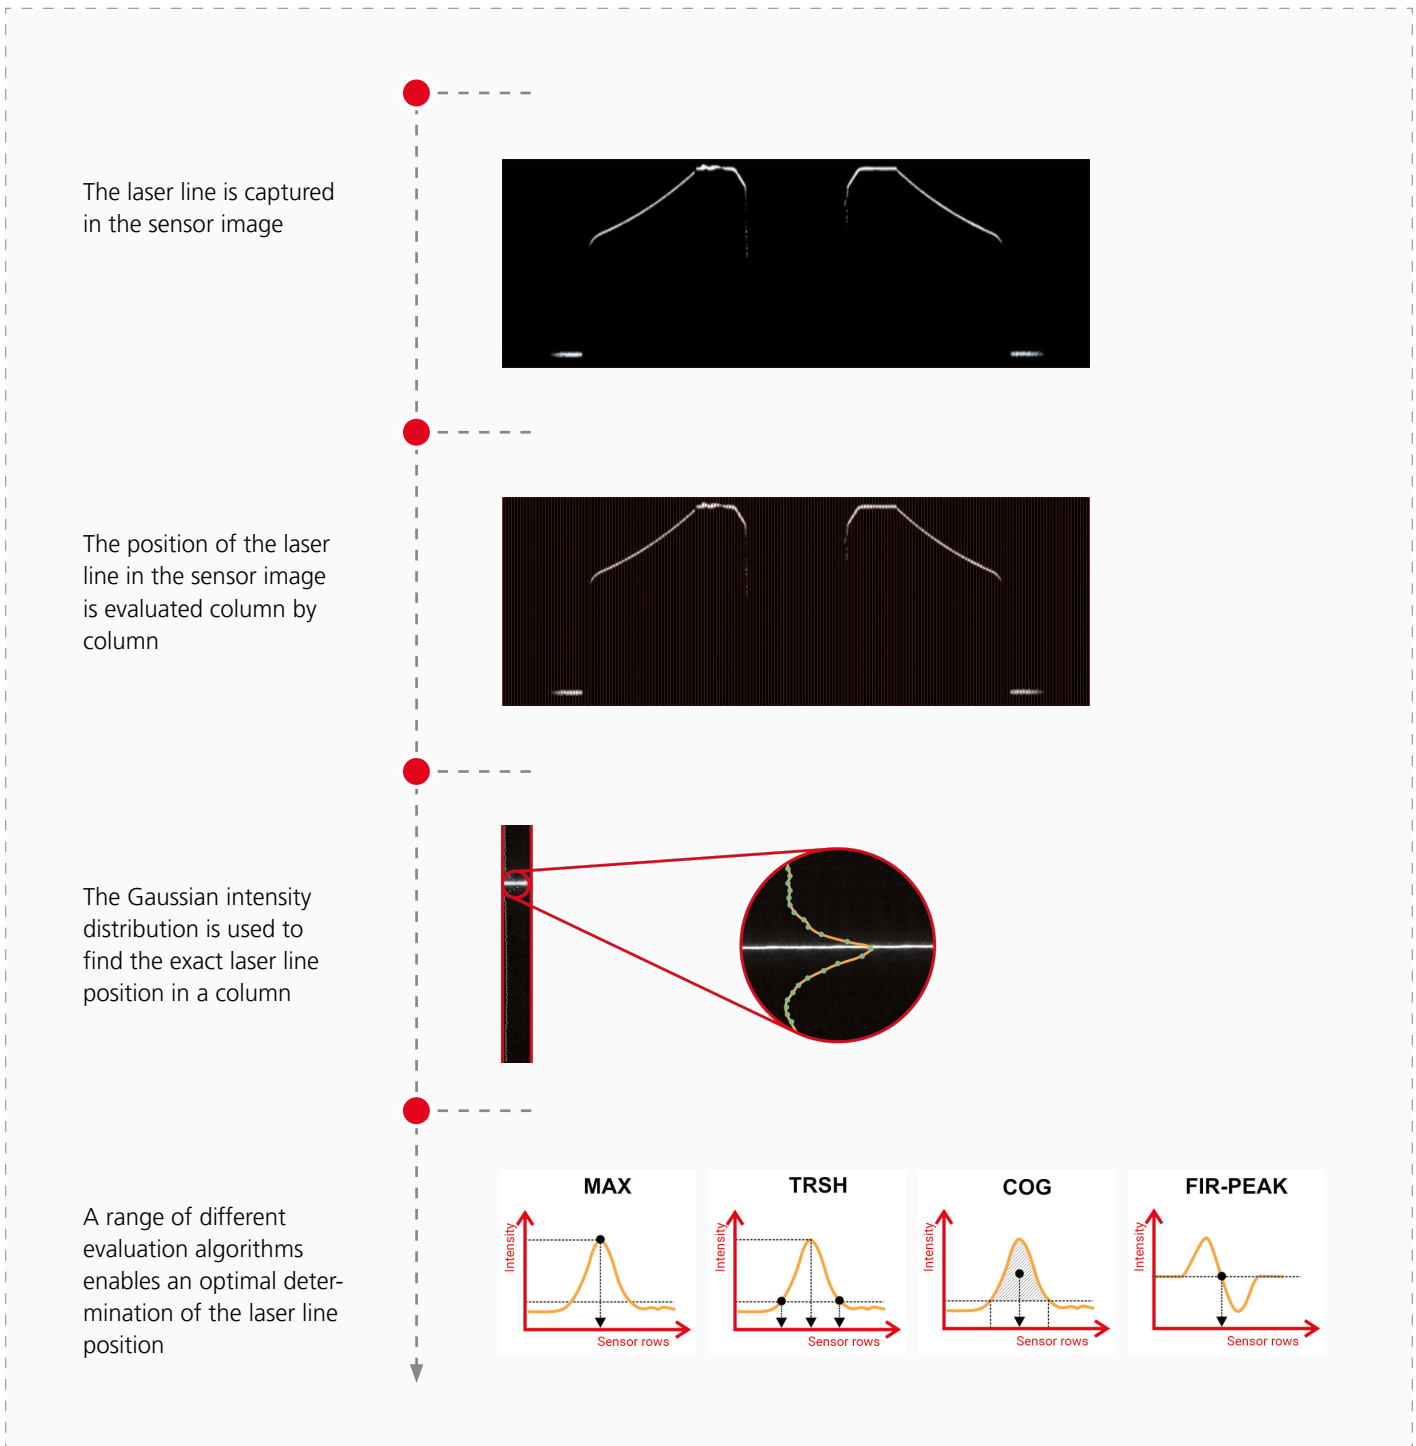 The laser line is captured
in the sensor image
The position of the laser
line in the sensor image
is evaluated column by
column
The Gaussian intensity
distribution is used to
find the exact laser line
position in a column
A range of different
evaluation algorithms
enables an optimal deter-
mination of the laser line
position
MAX
Intensity
Sensor rows
TRSH
Intensity
Sensor rows
COG
Intensity
Sensor rows
FIR-PEAK
Intensity
Sensor rows